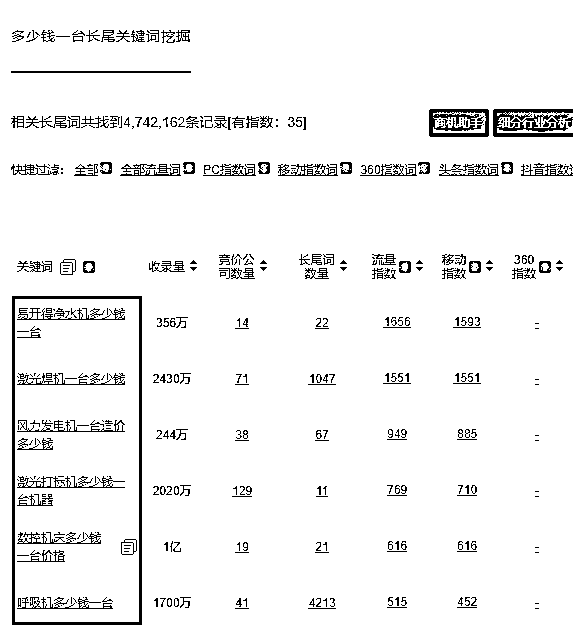 多少钱一台长尾关键词挖掘
相关长尾词共找到4,742,162条记录[有指数：35]
商机助手 细分行业分析
快捷过滤： 全部 全部流量词 PC指数词 移动指数词 360指数词 头条指数词 抖音指数
关键词 收录量 竞价公司数量 长尾词数量 流量指数 移动指数 360指数
易开得净水机多少钱
一台
356万 14 22 1656 1593 -
激光焊机一台多少钱 2430万 71 1047 1551 1551 -
风力发电机一台造价
多少钱
244万 38 67 949 885 -
激光打标机多少钱一
台机器
2020万 129 11 769 710 -
数控机床多少钱
一台价格
1亿 19 21 616 616 -
呼吸机多少钱一台 1700万 41 4213 515 452 -